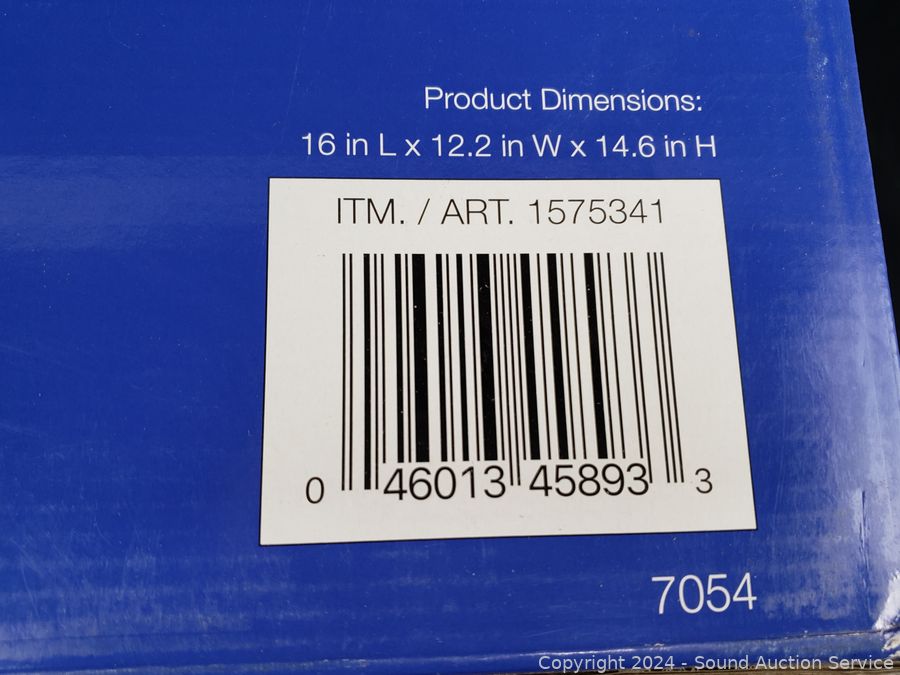 Product Dimensions:
16 in L x 12.2 in W x 14.6 in H
ITM. / ART. 1575341
0 46013 45893 3
7054
Copyright 2024 - Sound Auction Service